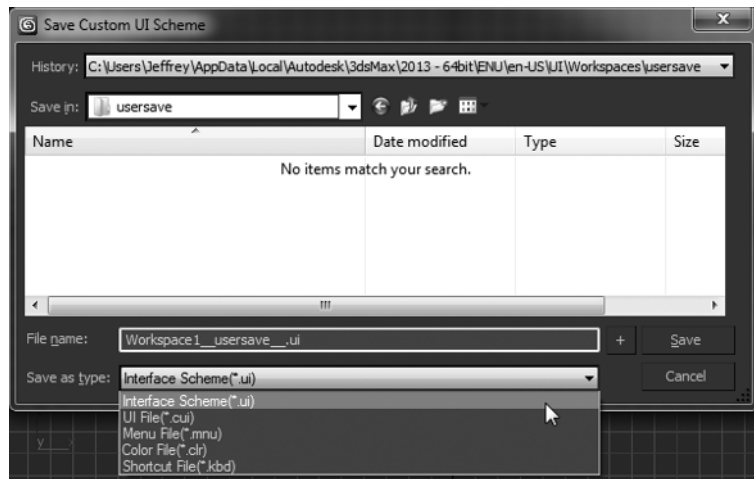 Save Custom UI Scheme
x
History: C:\Users\Jeffrey\AppData\Local\Autodesk\3dsMax\2013 - 64bit\ENU\en-US\UI\Workspaces\usersave
Save in: usersave
Name Date modified Type Size
No items match your search.
File name: Workspace1__usersave__.ui + Save
Save as type: Interface Scheme(*.ui) Cancel
Interface Scheme(*.ui)
UI File(*.cui)
Menu File(*.mnu)
Color File(*.clr)
Shortcut File(*.kbd)
y x